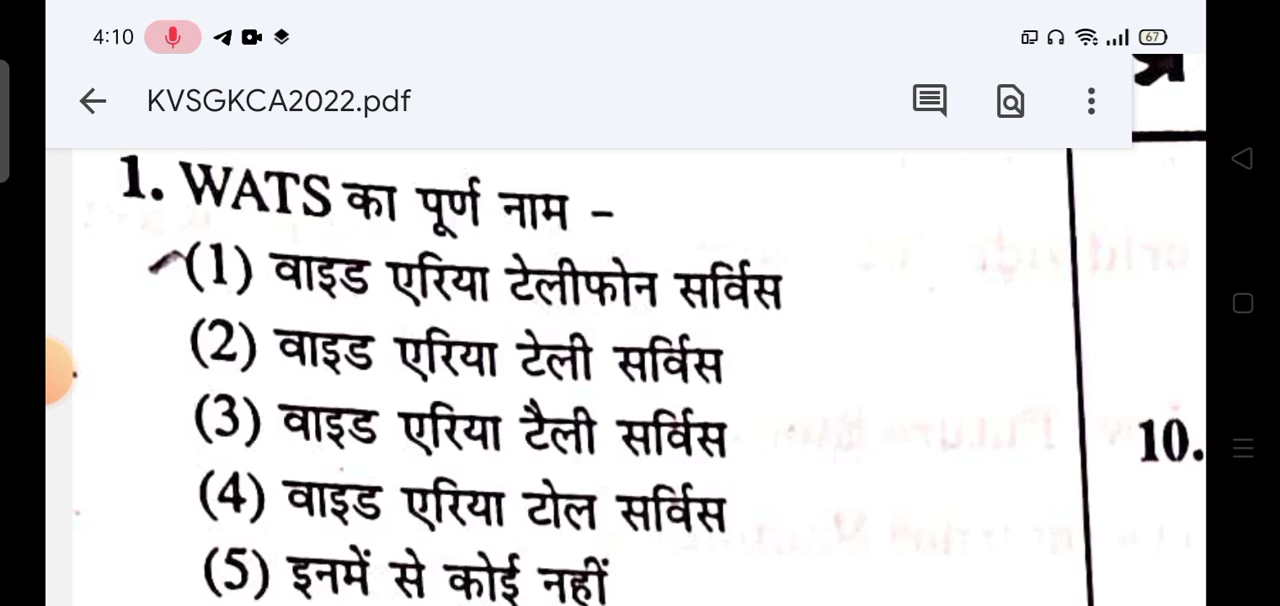 4:10
67
KVSGKCA2022.pdf
1. WATS का पूर्ण नाम -
(1) वाइड एरिया टेलीफोन सर्विस
(2) वाइड एरिया टेली सर्विस
(3) वाइड एरिया टैली सर्विस
(4) वाइड एरिया टोल सर्विस
(5) इनमें से कोई नहीं
10.